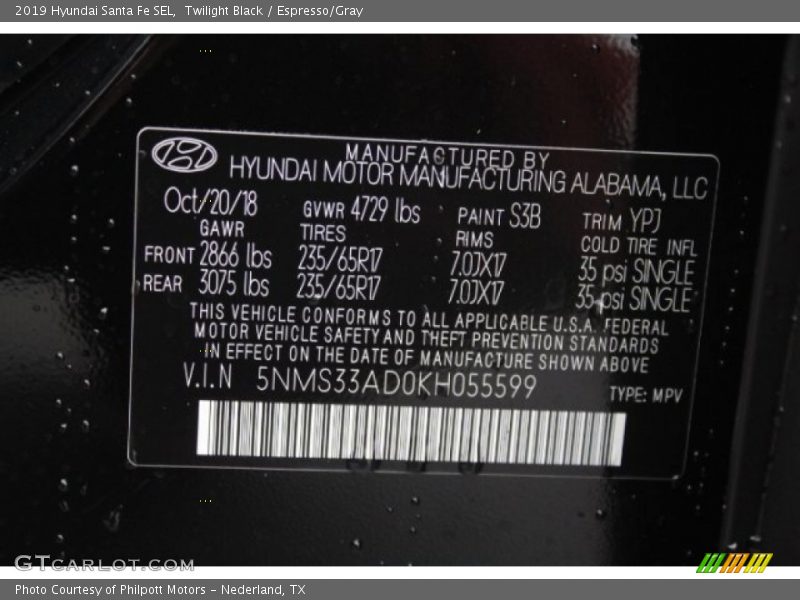 2019 Hyundai Santa Fe SEL,  Twilight Black / Espresso/Gray
MANUFACTURED BY
HYUNDAI MOTOR MANUFACTURING ALABAMA, LLC
Oct/20/18 GVWR 4729 lbs PAINT S3B TRIM YPJ
GAWR TIRES RIMS COLD TIRE INFL
FRONT 2866 lbs 235/65R17 7.0JX17 35 psi SINGLE
REAR 3075 lbs 235/65R17 7.0JX17 35 psi SINGLE
THIS VEHICLE CONFORMS TO ALL APPLICABLE U.S.A. FEDERAL
MOTOR VEHICLE SAFETY AND THEFT PREVENTION STANDARDS
IN EFFECT ON THE DATE OF MANUFACTURE SHOWN ABOVE
V.I.N 5NMS33AD0KH055599 TYPE: MPV
GTCARLOT.COM
Photo Courtesy of Philpott Motors - Nederland, TX